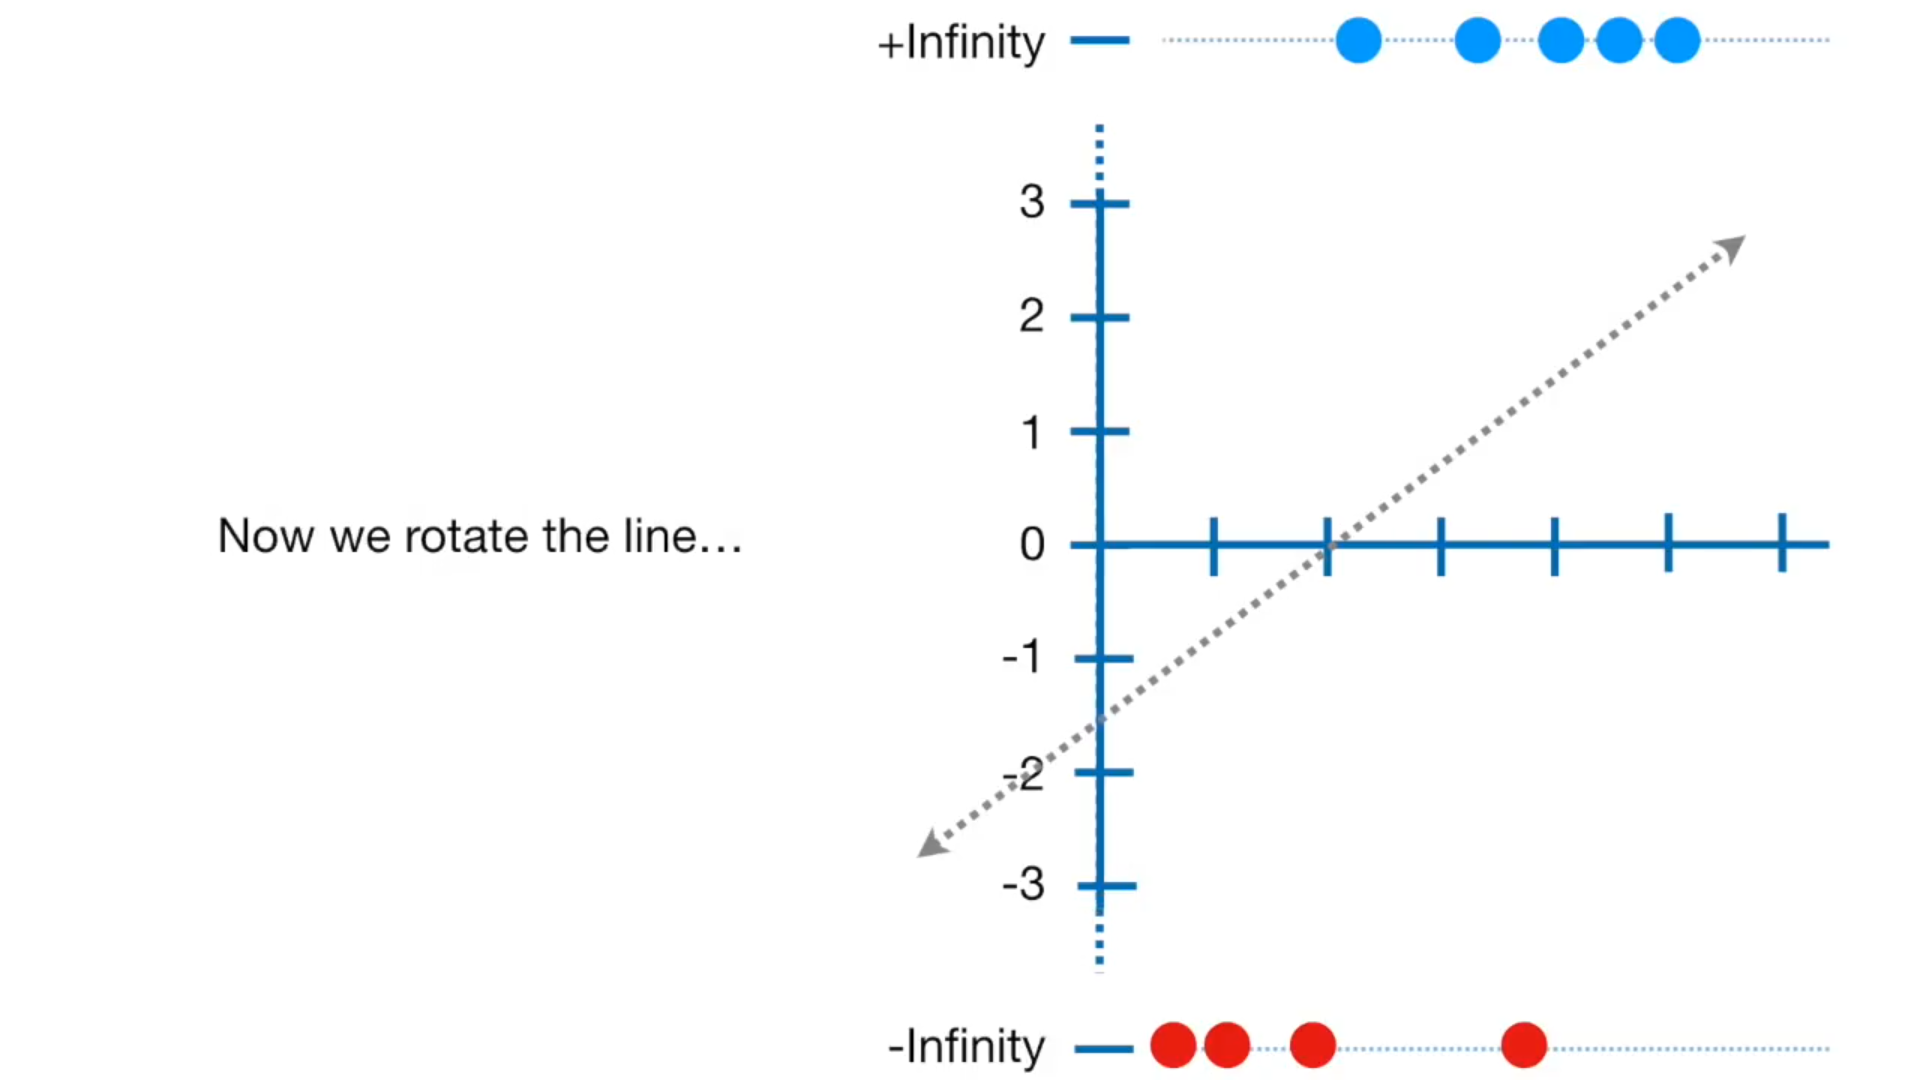 +Infinity
3
2
1
Now we rotate the line…
0
-1
-2
-3
-Infinity